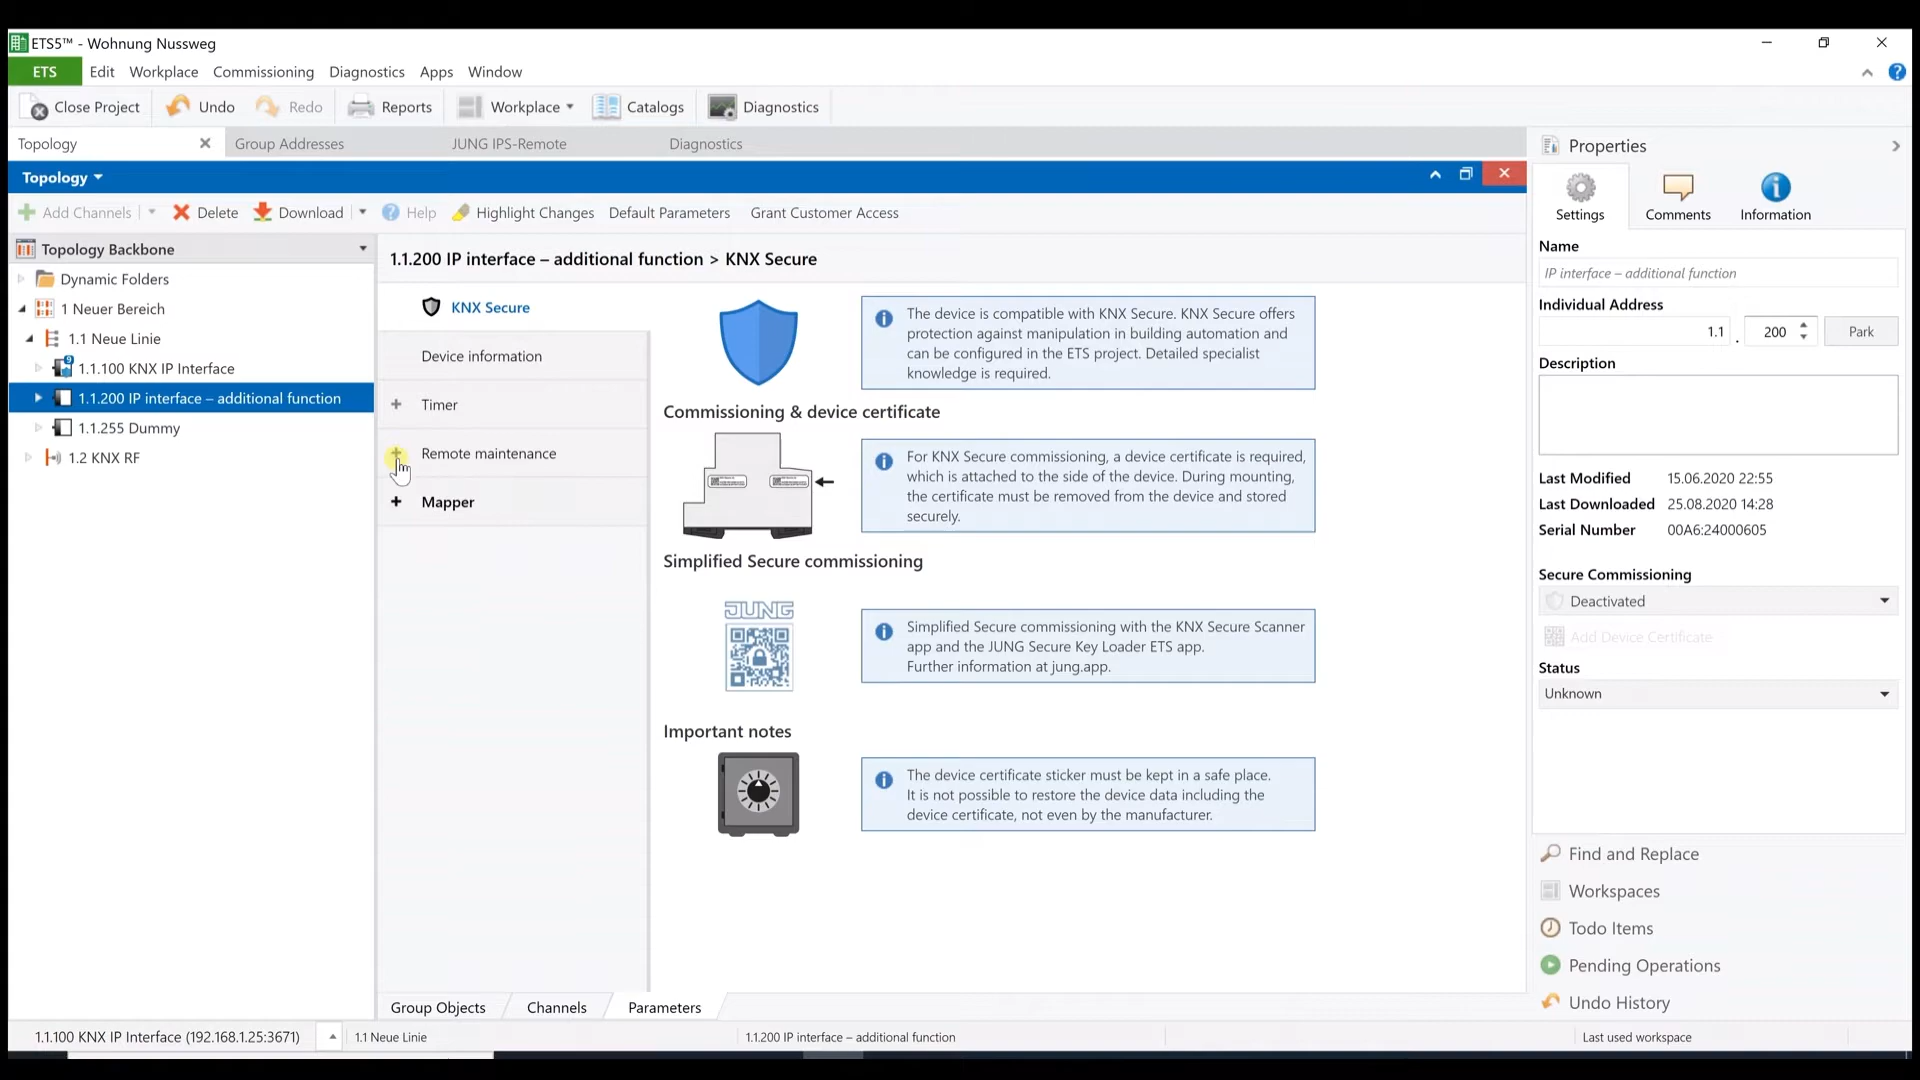 ETS5™ - Wohnung Nussweg
ETS Edit Workplace Commissioning Diagnostics Apps Window
Close Project Undo Redo Reports Workplace Catalogs Diagnostics
Topology Group Addresses JUNG IPS-Remote Diagnostics
Topology
Add Channels Delete Download Help Highlight Changes Default Parameters Grant Customer Access
Topology Backbone
Dynamic Folders
1 Neuer Bereich
1.1 Neue Linie
1.1.100 KNX IP Interface
1.1.200 IP interface – additional function
1.1.255 Dummy
1.2 KNX RF
1.1.200 IP interface – additional function > KNX Secure
KNX Secure
Device information
Timer
Remote maintenance
Mapper
The device is compatible with KNX Secure. KNX Secure offers
protection against manipulation in building automation and
can be configured in the ETS project. Detailed specialist
knowledge is required.
Commissioning & device certificate
For KNX Secure commissioning, a device certificate is required,
which is attached to the side of the device. During mounting,
the certificate must be removed from the device and stored
securely.
Simplified Secure commissioning
JUNG
Simplified Secure commissioning with the KNX Secure Scanner
app and the JUNG Secure Key Loader ETS app.
Further information at jung.app.
Important notes
The device certificate sticker must be kept in a safe place.
It is not possible to restore the device data including the
device certificate, not even by the manufacturer.
Group Objects Channels Parameters
Properties
Settings Comments Information
Name
IP interface – additional function
Individual Address
1.1 . 200 Park
Description
Last Modified 15.06.2020 22:55
Last Downloaded 25.08.2020 14:28
Serial Number 00A6:24000605
Secure Commissioning
Deactivated
Add Device Certificate
Status
Unknown
Find and Replace
Workspaces
Todo Items
Pending Operations
Undo History
1.1.100 KNX IP Interface (192.168.1.25:3671) 1.1 Neue Linie 1.1.200 IP interface – additional function Last used workspace